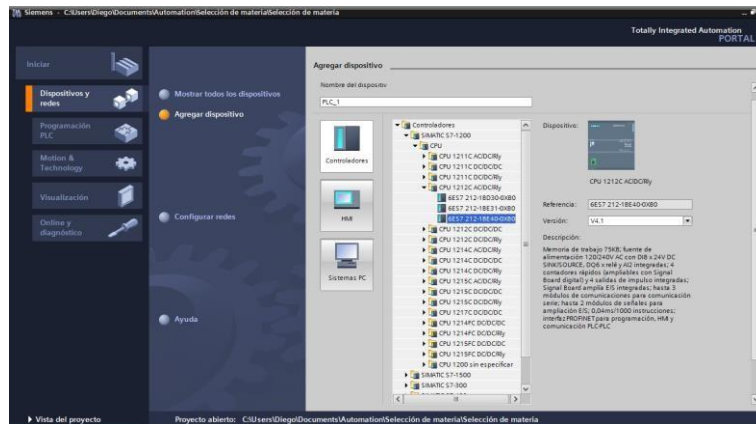 Siemens - C:\Users\Diego\Documents\Automation\Selección de materia\Selección de materia
Totally Integrated Automation
PORTAL
Iniciar
Dispositivos y
redes
Programación
PLC
Motion &
Technology
Visualización
Online y
diagnóstico
Mostrar todos los dispositivos
Agregar dispositivo
Configurar redes
Ayuda
Agregar dispositivo
Nombre del dispositiv
PLC_1
Controladores
HMI
Sistemas PC
Controladores
SIMATIC S7-1200
CPU
CPU 1211C AC/DC/Rly
CPU 1211C DC/DC/DC
CPU 1211C DC/DC/Rly
CPU 1212C AC/DC/Rly
6ES7 212-1BD30-0XB0
6ES7 212-1BE31-0XB0
6ES7 212-1BE40-0XB0
CPU 1212C DC/DC/DC
CPU 1212C DC/DC/Rly
CPU 1214C AC/DC/Rly
CPU 1214C DC/DC/DC
CPU 1214C DC/DC/Rly
CPU 1215C AC/DC/Rly
CPU 1215C DC/DC/DC
CPU 1215C DC/DC/Rly
CPU 1217C DC/DC/DC
CPU 1214FC DC/DC/DC
CPU 1214FC DC/DC/Rly
CPU 1215FC DC/DC/DC
CPU 1215FC DC/DC/Rly
CPU 1200 sin especificar
SIMATIC S7-1500
SIMATIC S7-300
Dispositivo:
CPU 1212C AC/DC/Rly
Referencia:
6ES7 212-1BE40-0XB0
Versión:
V4.1
Descripción:
Memoria de trabajo 75KB; fuente de
alimentación 120/240V AC con DI8 x 24V DC
SINK/SOURCE, DQ6 x relé y AI2 integradas; 4
contadores rápidos (ampliables con Signal
Board digital) y 4 salidas de impulso integradas;
Signal Board amplía E/S integradas; hasta 3
módulos de comunicaciones para comunicación
serie; hasta 2 módulos de señales para
ampliación E/S; 0,04ms/1000 instrucciones;
interfaz PROFINET para programación, HMI y
comunicación PLC-PLC
Vista del proyecto
Proyecto abierto: C:\Users\Diego\Documents\Automation\Selección de materia\Selección de materia